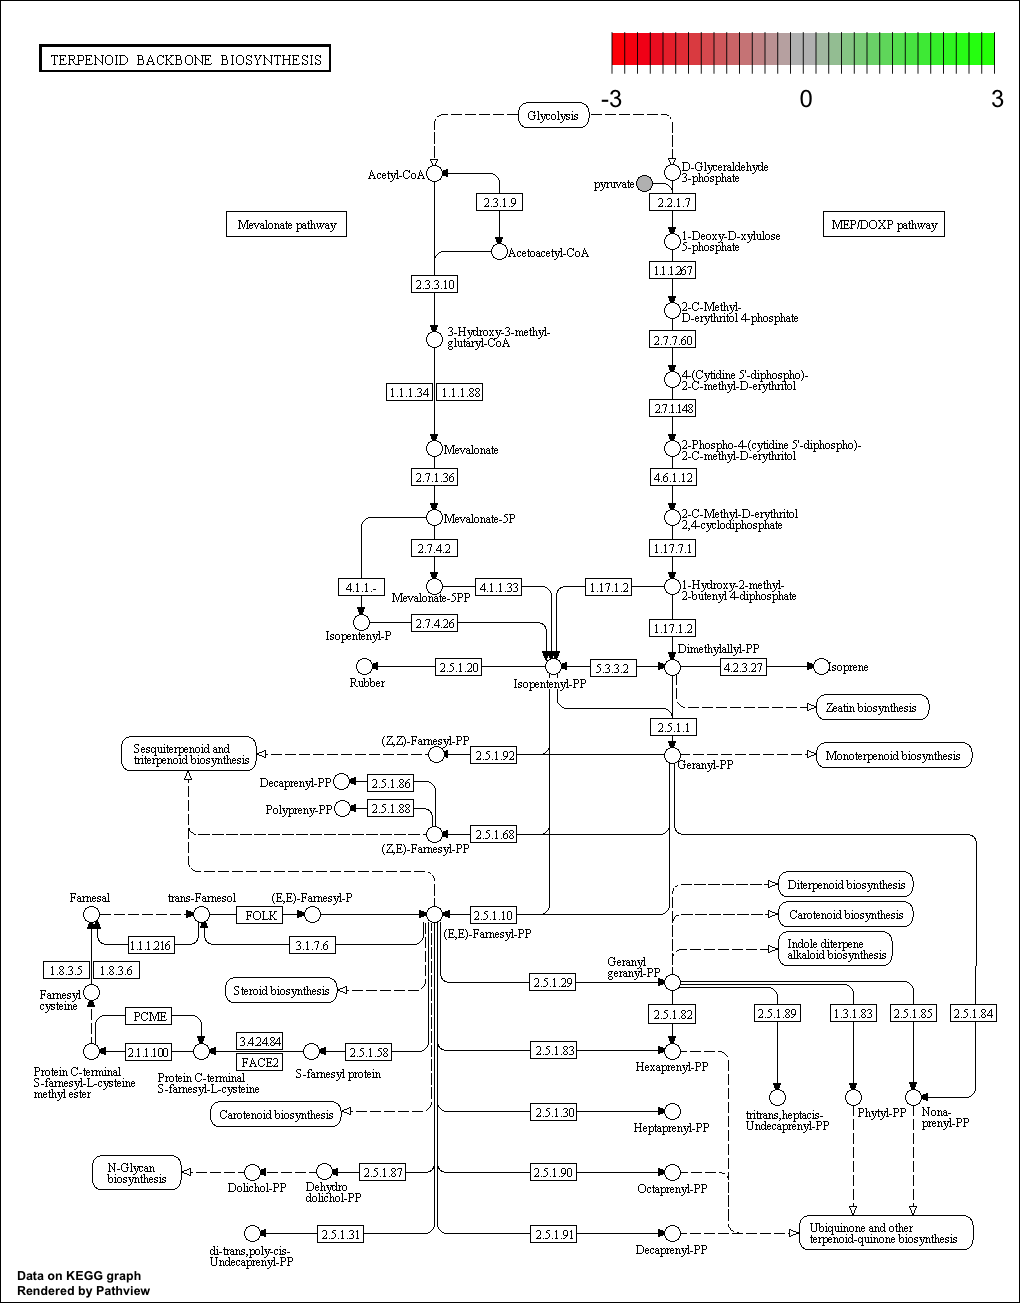 TERPENOID BACKBONE BIOSYNTHESIS
-3
0
3
Glycolysis
Acetyl-CoA
D-Glyceraldehyde
3-phosphate
pyruvate
2.3.1.9
2.2.1.7
Mevalonate pathway
MEP/DOXP pathway
1-Deoxy-D-xylulose
5-phosphate
Acetoacetyl-CoA
1.1.1.267
2.3.3.10
2-C-Methyl-
D-erythritol 4-phosphate
3-Hydroxy-3-methyl-
glutaryl-CoA
2.7.7.60
4-(Cytidine 5'-diphospho)-
2-C-methyl-D-erythritol
1.1.1.34
1.1.1.88
2.7.1.148
Mevalonate
2-Phospho-4-(cytidine 5'-diphospho)-
2-C-methyl-D-erythritol
2.7.1.36
4.6.1.12
Mevalonate-5P
2-C-Methyl-D-erythritol
2,4-cyclodiphosphate
2.7.4.2
1.17.7.1
4.1.1.-
Mevalonate-5PP
4.1.1.33
1.17.1.2
1-Hydroxy-2-methyl-
2-butenyl 4-diphosphate
Isopentenyl-P
2.7.4.26
1.17.1.2
Dimethylallyl-PP
Rubber
2.5.1.20
Isopentenyl-PP
5.3.3.2
4.2.3.27
Isoprene
Zeatin biosynthesis
2.5.1.1
Sesquiterpenoid and
triterpenoid biosynthesis
(Z,Z)-Farnesyl-PP
2.5.1.92
Geranyl-PP
Monoterpenoid biosynthesis
Decaprenyl-PP
2.5.1.86
Polypreny-PP
2.5.1.88
(Z,E)-Farnesyl-PP
2.5.1.68
Diterpenoid biosynthesis
Farnesal
trans-Farnesol
(E,E)-Farnesyl-P
FOLK
2.5.1.10
Carotenoid biosynthesis
(E,E)-Farnesyl-PP
1.1.1.216
3.1.7.6
Indole diterpene
alkaloid biosynthesis
1.8.3.5
1.8.3.6
Geranyl
geranyl-PP
2.5.1.29
Farnesyl
cysteine
Steroid biosynthesis
PCME
2.5.1.82
2.5.1.89
1.3.1.83
2.5.1.85
2.5.1.84
3.4.24.84
2.1.1.100
FACE2
2.5.1.58
2.5.1.83
Protein C-terminal
S-farnesyl-L-cysteine
methyl ester
Protein C-terminal
S-farnesyl-L-cysteine
S-farnesyl protein
Hexaprenyl-PP
Carotenoid biosynthesis
2.5.1.30
Heptaprenyl-PP
tritrans,heptacis-
Undecaprenyl-PP
Phytyl-PP
Nona-
prenyl-PP
N-Glycan
biosynthesis
Dolichol-PP
Dehydro
dolichol-PP
2.5.1.87
2.5.1.90
Octaprenyl-PP
di-trans,poly-cis-
Undecaprenyl-PP
2.5.1.31
2.5.1.91
Decaprenyl-PP
Ubiquinone and other
terpenoid-quinone biosynthesis
Data on KEGG graph
Rendered by Pathview